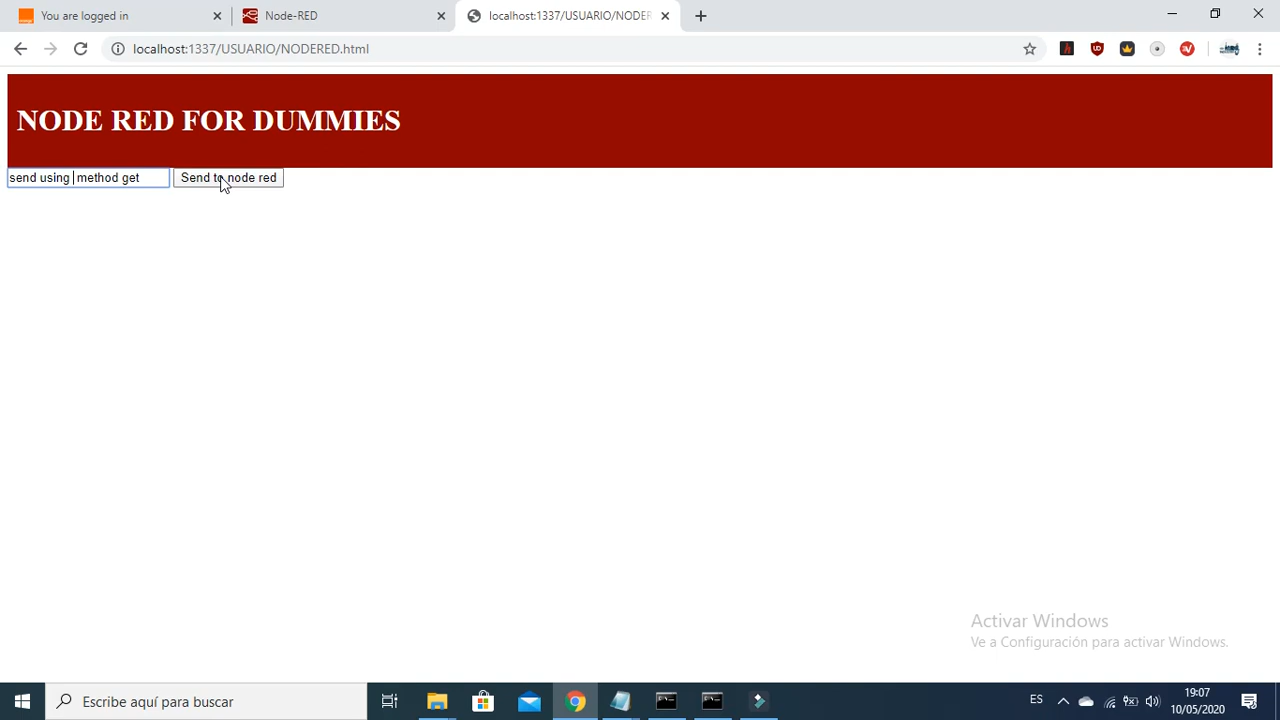 You are logged in
Node-RED
localhost:1337/USUARIO/NODER
localhost:1337/USUARIO/NODERED.html
NODE RED FOR DUMMIES
send using method get
Send to node red
Activar Windows
Ve a Configuración para activar Windows.
Escribe aquí para buscar
ES
19:07
10/05/2020